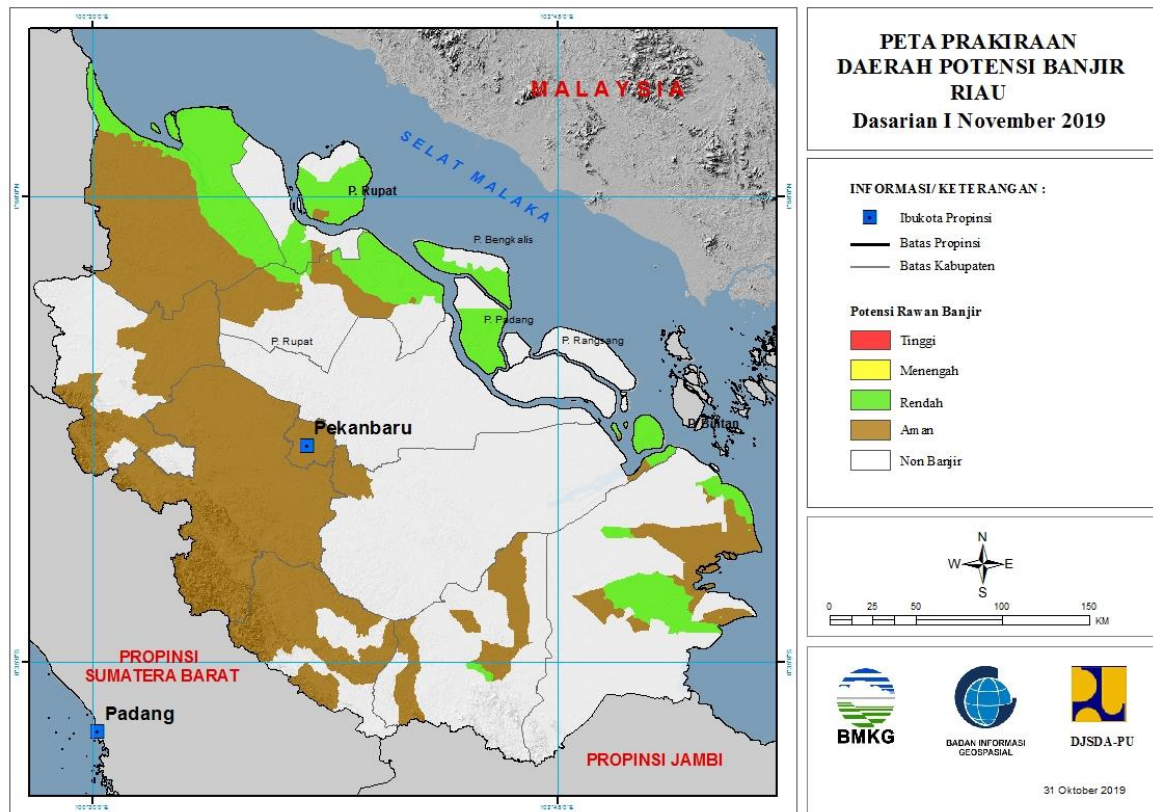 PETA PRAKIRAAN
DAERAH POTENSI BANJIR
RIAU
Dasarian I November 2019
INFORMASI/ KETERANGAN :
Ibukota Propinsi
Batas Propinsi
Batas Kabupaten
Potensi Rawan Banjir
Tinggi
Menengah
Rendah
Aman
Non Banjir
N
W E
S
0 25 50 100 150
KM
BMKG
BADAN INFORMASI
GEOSPASIAL
DJSDA-PU
31 Oktober 2019
MALAYSIA
SELAT MALAKA
P. Rupat
P. Bengkalis
P. Padang
P. Rangsang
P. Rupat
P. Bintan
Pekanbaru
PROPINSI
SUMATERA BARAT
Padang
PROPINSI JAMBI